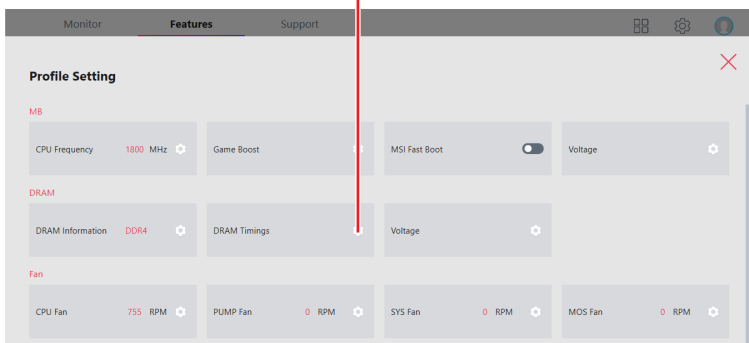 Monitor Features Support
Profile Setting
MB
CPU Frequency 1800 MHz Game Boost MSI Fast Boot Voltage
DRAM
DRAM Information DDR4 DRAM Timings Voltage
Fan
CPU Fan 755 RPM PUMP Fan 0 RPM SYS Fan 0 RPM MOS Fan 0 RPM